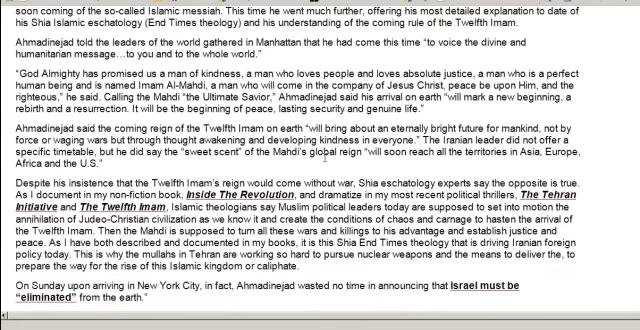 soon coming of the so-called Islamic messiah. This time he went much further, offering his most detailed explanation to date of
his Shia Islamic eschatology (End Times theology) and his understanding of the coming rule of the Twelfth Imam.
Ahmadinejad told the leaders of the world gathered in Manhattan that he had come this time “to voice the divine and
humanitarian message…to you and to the whole world.”
“God Almighty has promised us a man of kindness, a man who loves people and loves absolute justice, a man who is a perfect
human being and is named Imam Al-Mahdi, a man who will come in the company of Jesus Christ, peace be upon Him, and the
righteous,” he said. Calling the Mahdi “the Ultimate Savior,” Ahmadinejad said his arrival on earth “will mark a new beginning, a
rebirth and a resurrection. It will be the beginning of peace, lasting security and genuine life.”
Ahmadinejad said the coming reign of the Twelfth Imam on earth “will bring about an eternally bright future for mankind, not by
force or waging wars but through thought awakening and developing kindness in everyone.” The Iranian leader did not offer a
specific timetable, but he did say the “sweet scent” of the Mahdi’s global reign “will soon reach all the territories in Asia, Europe,
Africa and the U.S.”
Despite his insistence that the Twelfth Imam’s reign would come without war, Shia eschatology experts say the opposite is true.
As I document in my non-fiction book, Inside The Revolution, and dramatize in my most recent political thrillers, The Tehran
Initiative and The Twelfth Imam. Islamic theologians say Muslim political leaders today are supposed to set into motion the
annihilation of Judeo-Christian civilization as we know it and create the conditions of chaos and carnage to hasten the arrival of
the Twelfth Imam. Then the Mahdi is supposed to turn all these wars and killings to his advantage and establish justice and
peace. As I have both described and documented in my books, it is this Shia End Times theology that is driving Iranian foreign
policy today. This is why the mullahs in Tehran are working so hard to pursue nuclear weapons and the means to deliver the, to
prepare the way for the rise of this Islamic kingdom or caliphate.
On Sunday upon arriving in New York City, in fact, Ahmadinejad wasted no time in announcing that Israel must be
“eliminated” from the earth.”